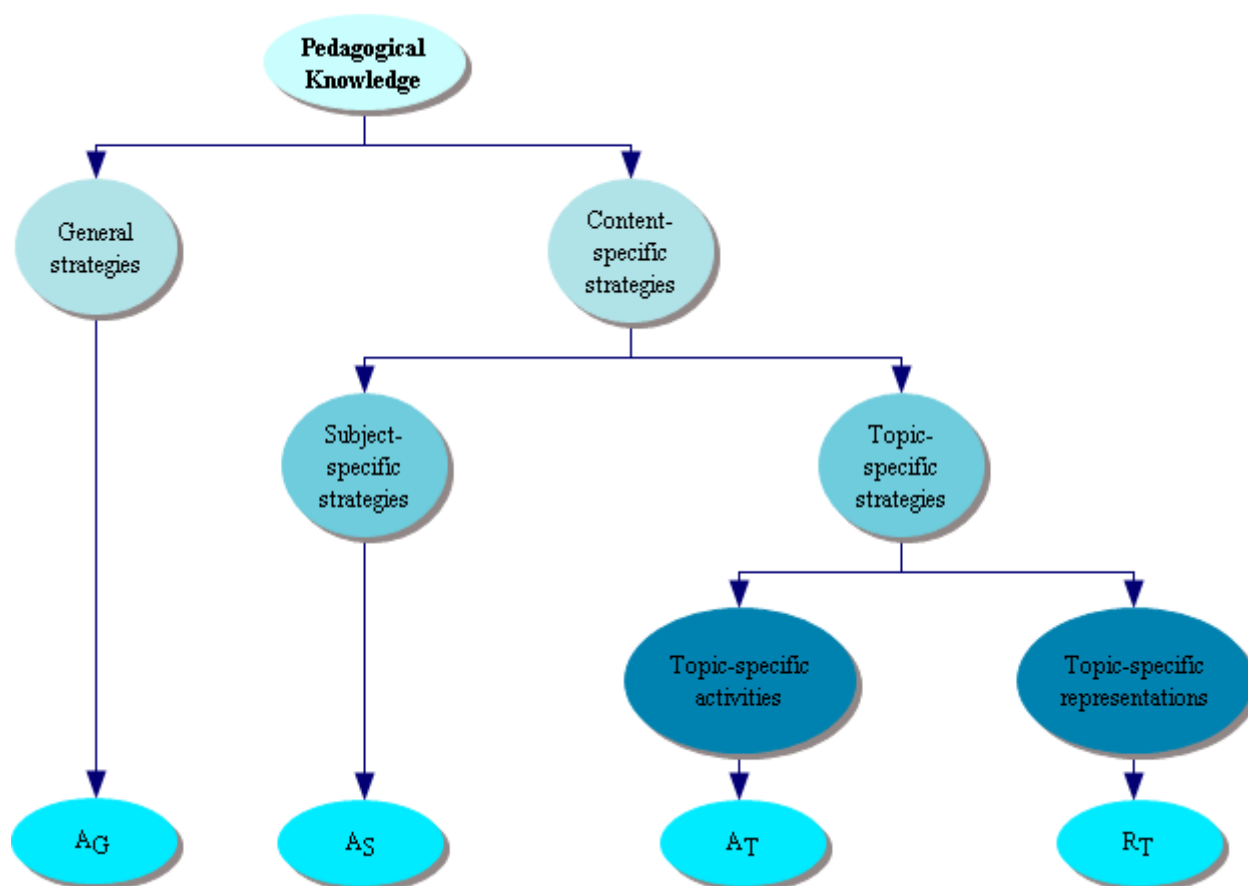 Pedagogical
Knowledge
General
strategies
Content-
specific
strategies
Subject-
specific
strategies
Topic-
specific
strategies
Topic-specific
activities
Topic-specific
representations
AG
AS
AT
RT